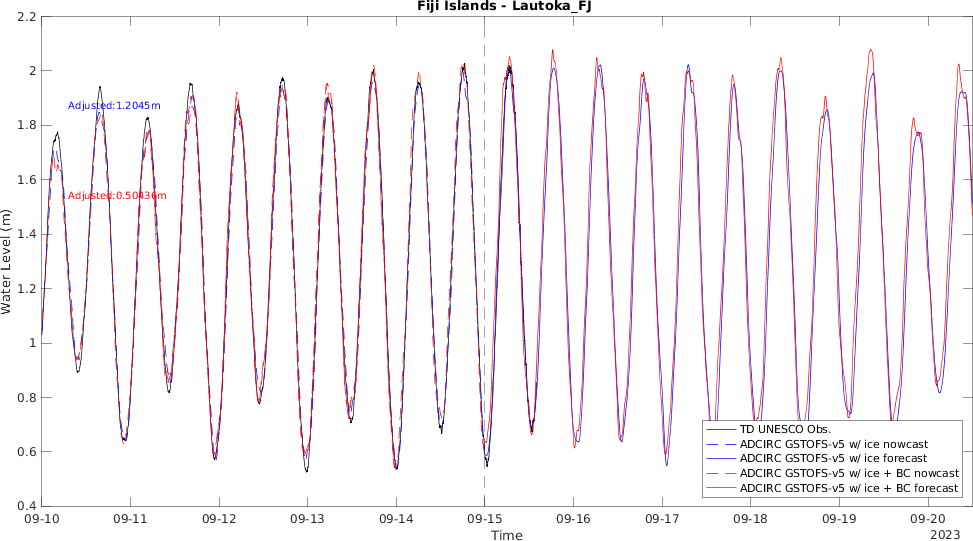 Fiji Islands - Lautoka_FJ
2.2
2
1.8
1.6
1.4
1.2
1
0.8
0.6
0.4
Water Level (m)
Adjusted:1.2045m
Adjusted:0.50436m
TD UNESCO Obs.
ADCIRC GSTOFS-v5 w/ ice nowcast
ADCIRC GSTOFS-v5 w/ ice forecast
ADCIRC GSTOFS-v5 w/ ice + BC nowcast
ADCIRC GSTOFS-v5 w/ ice + BC forecast
09-10 09-11 09-12 09-13 09-14 09-15 09-16 09-17 09-18 09-19 09-20
Time
2023